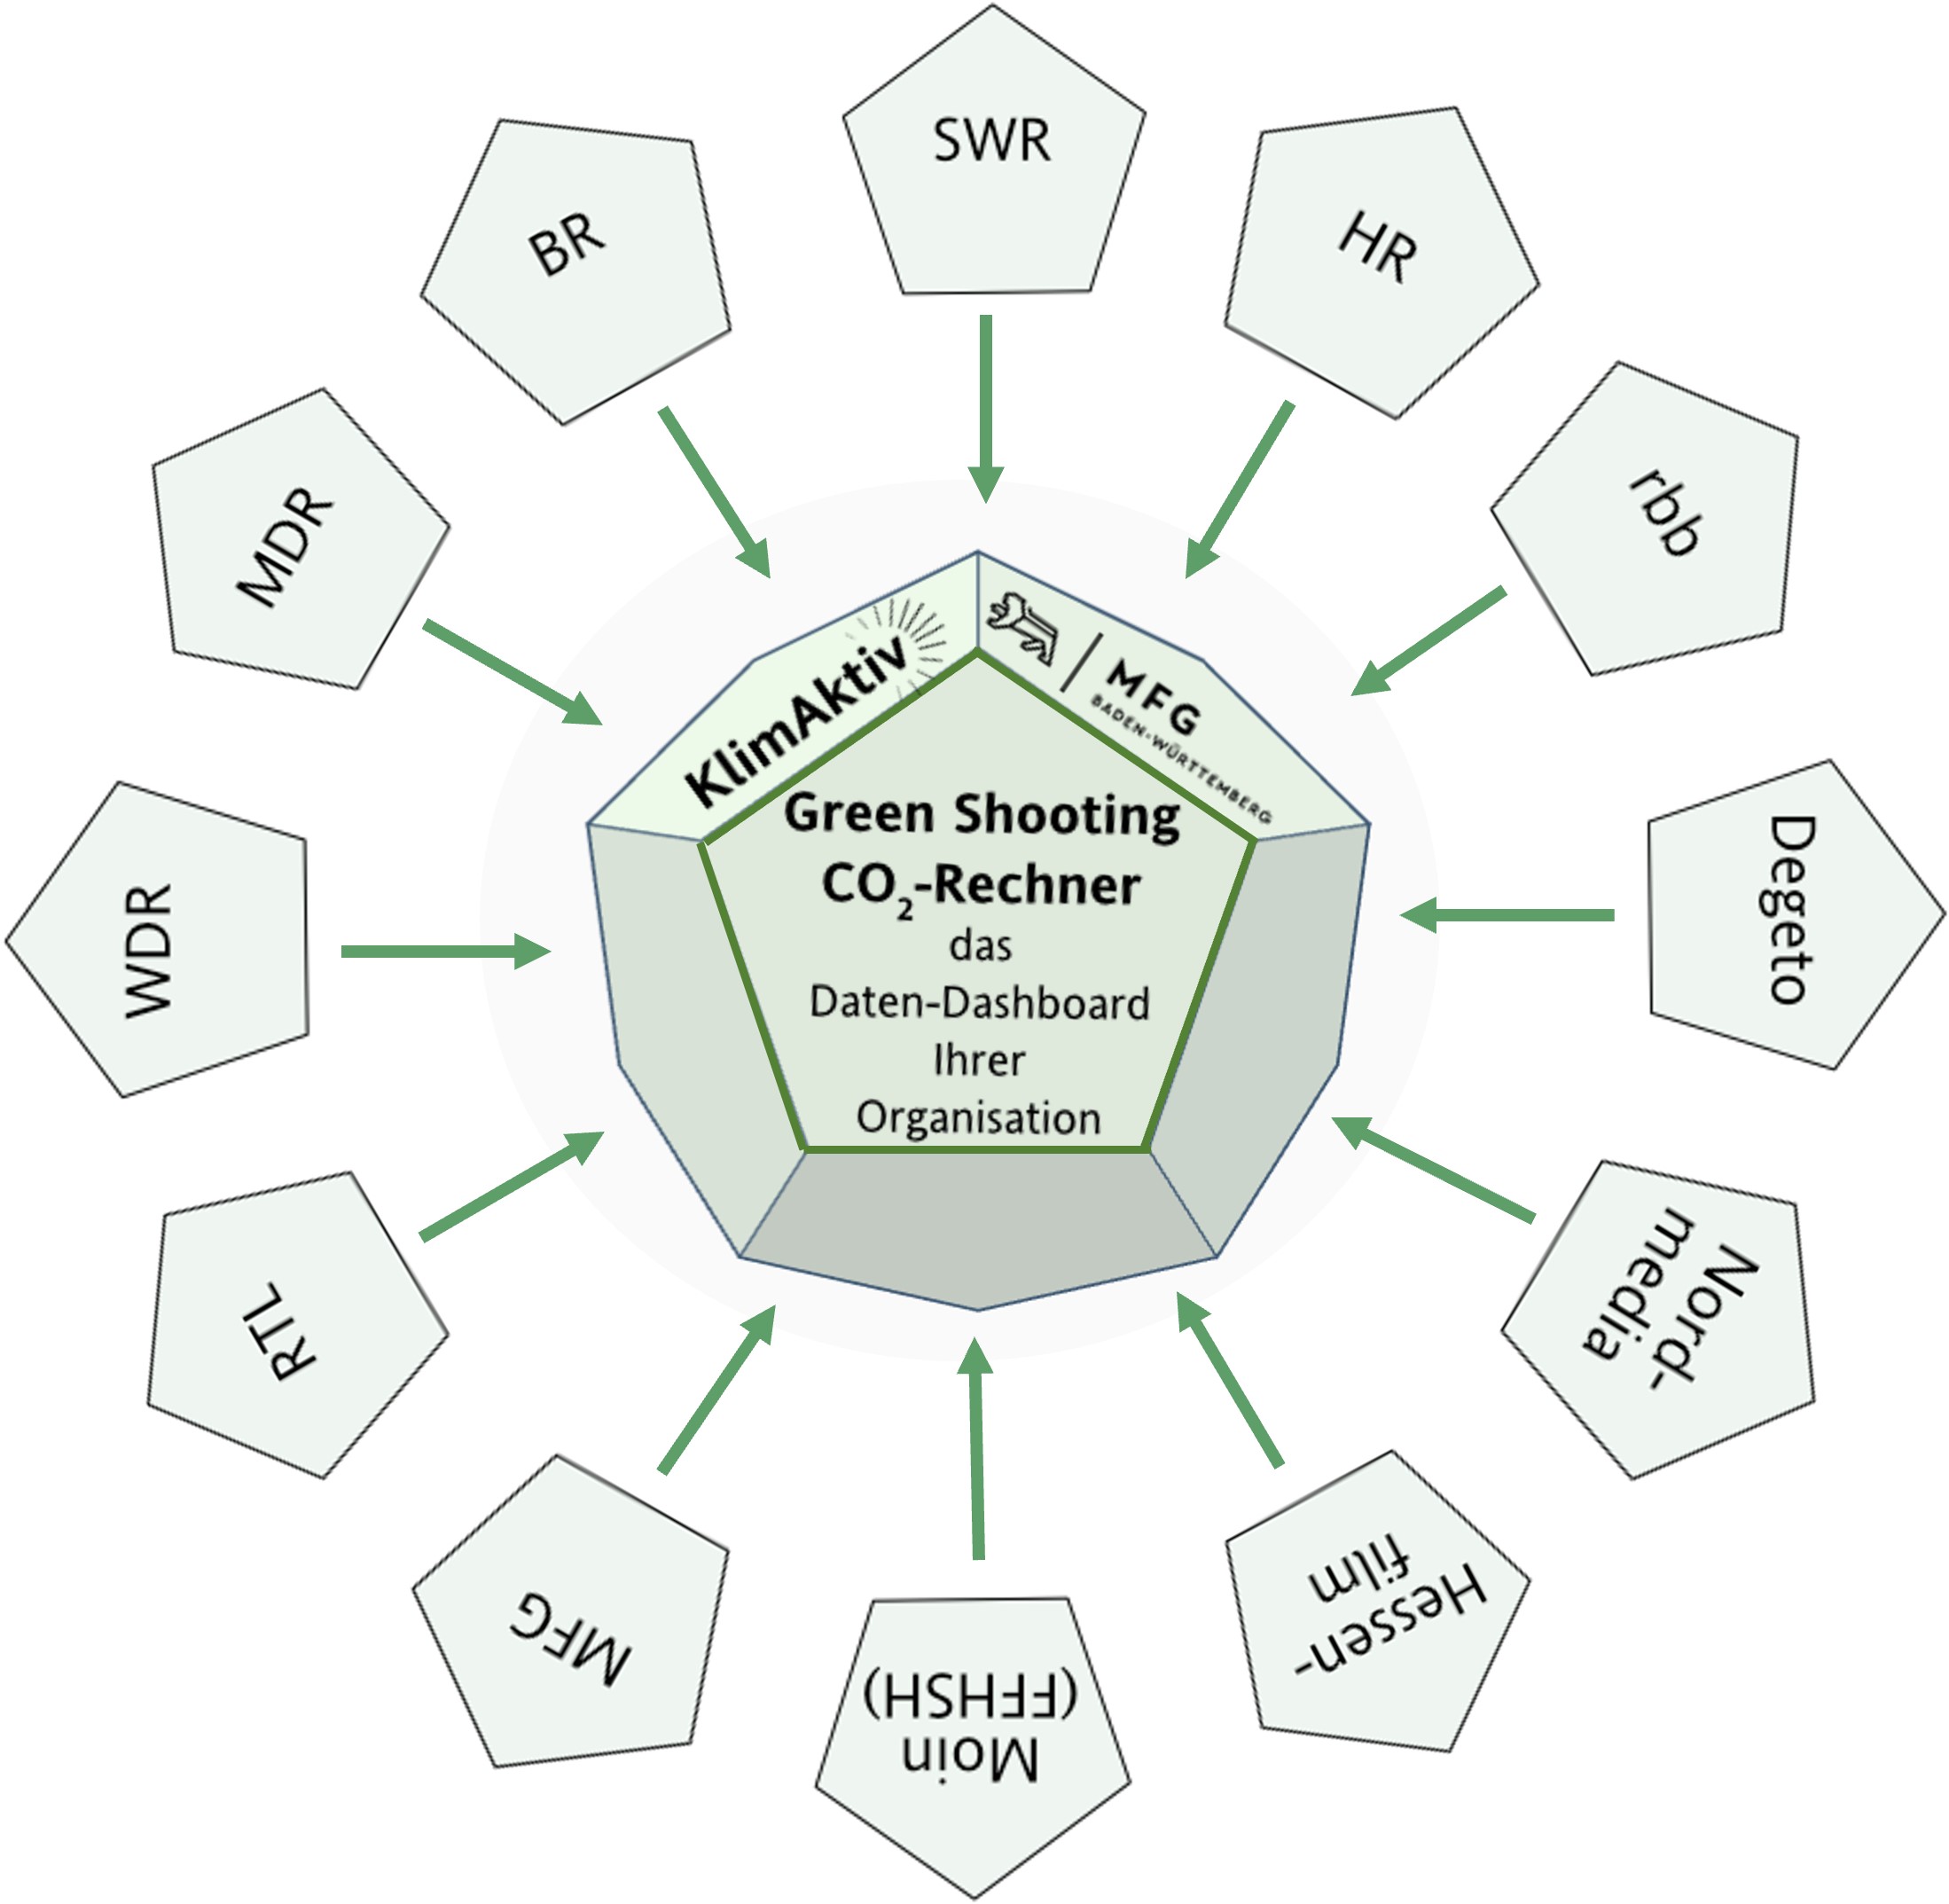 SWR
HR
rbb
Degeto
Nord-
media
Hessen-
film
Moin
(FFHSH)
MFG
RTL
WDR
MDR
BR
KlimAktiv
MFG
BADEN-WÜRTTEMBERG
Green Shooting
CO₂-Rechner
das
Daten-Dashboard
Ihrer
Organisation